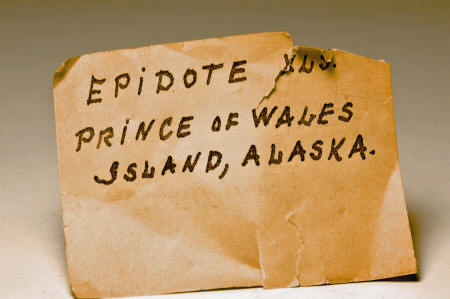 EPIDOTE XLS.
PRINCE OF WALES
ISLAND, ALASKA.